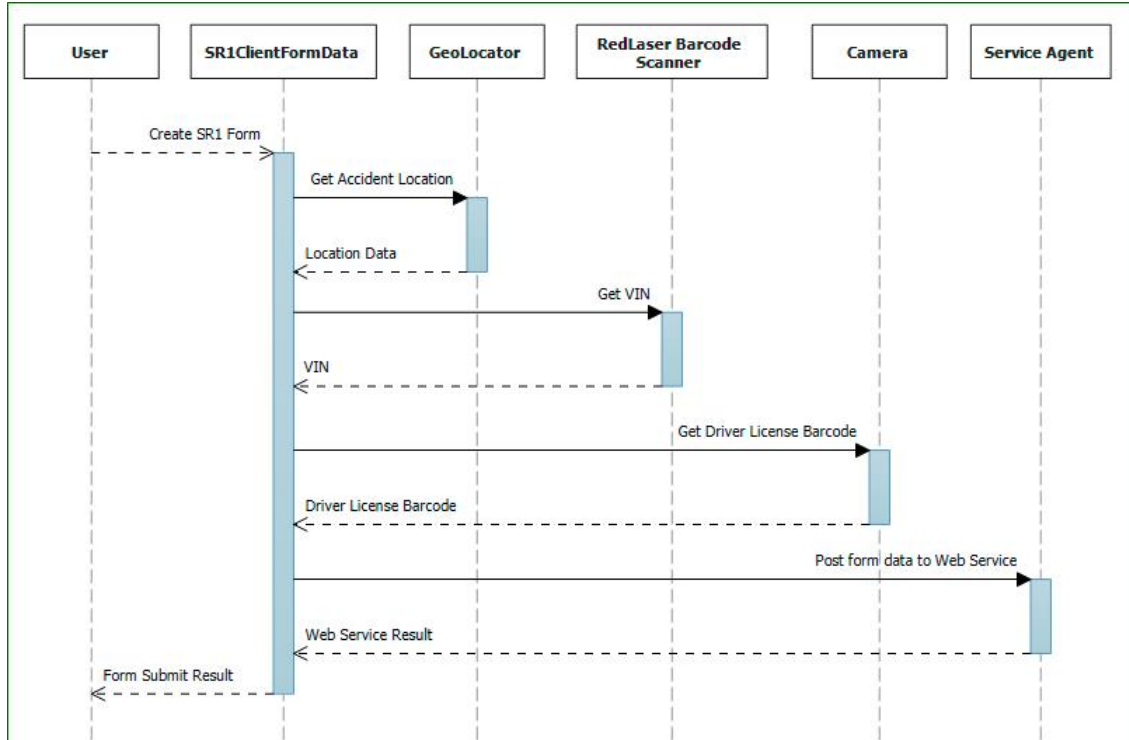 User
SR1ClientFormData
GeoLocator
RedLaser Barcode
Scanner
Camera
Service Agent
Create SR1 Form
Get Accident Location
Location Data
Get VIN
VIN
Get Driver License Barcode
Driver License Barcode
Post form data to Web Service
Web Service Result
Form Submit Result